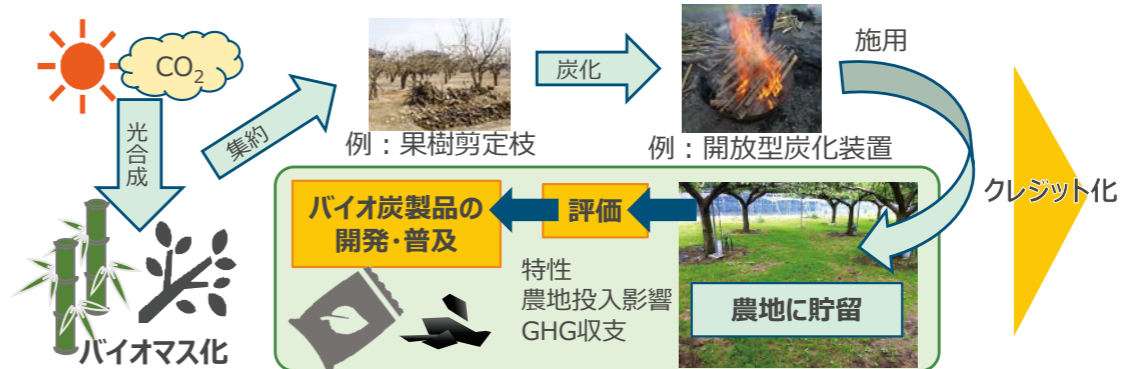 CO₂
光合成
バイオマス化
集約
例：果樹剪定枝
炭化
例：開放型炭化装置
施用
農地に貯留
評価
特性
農地投入影響
GHG収支
バイオ炭製品の
開発・普及
クレジット化